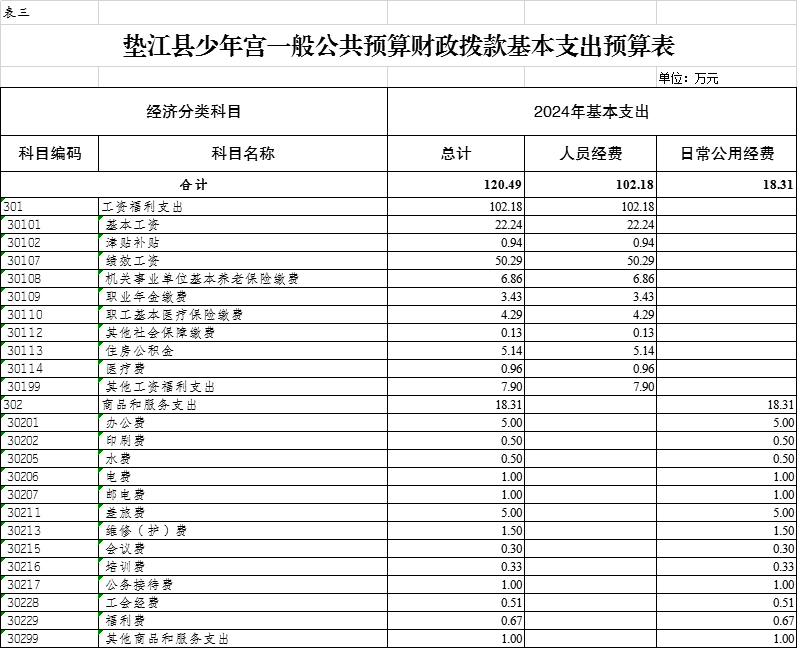 表三
垫江县少年宫一般公共预算财政拨款基本支出预算表
单位：万元
经济分类科目 2024年基本支出
科目编码 科目名称 总计 人员经费 日常公用经费
合计 120.49 102.18 18.31
301 工资福利支出 102.18 102.18
30101 基本工资 22.24 22.24
30102 津贴补贴 0.94 0.94
30107 绩效工资 50.29 50.29
30108 机关事业单位基本养老保险缴费 6.86 6.86
30109 职业年金缴费 3.43 3.43
30110 职工基本医疗保险缴费 4.29 4.29
30112 其他社会保障缴费 0.13 0.13
30113 住房公积金 5.14 5.14
30114 医疗费 0.96 0.96
30199 其他工资福利支出 7.90 7.90
302 商品和服务支出 18.31 18.31
30201 办公费 5.00 5.00
30202 印刷费 0.50 0.50
30205 水费 0.50 0.50
30206 电费 1.00 1.00
30207 邮电费 1.00 1.00
30211 差旅费 5.00 5.00
30213 维修（护）费 1.50 1.50
30215 会议费 0.30 0.30
30216 培训费 0.33 0.33
30217 公务接待费 1.00 1.00
30228 工会经费 0.51 0.51
30229 福利费 0.67 0.67
30299 其他商品和服务支出 1.00 1.00